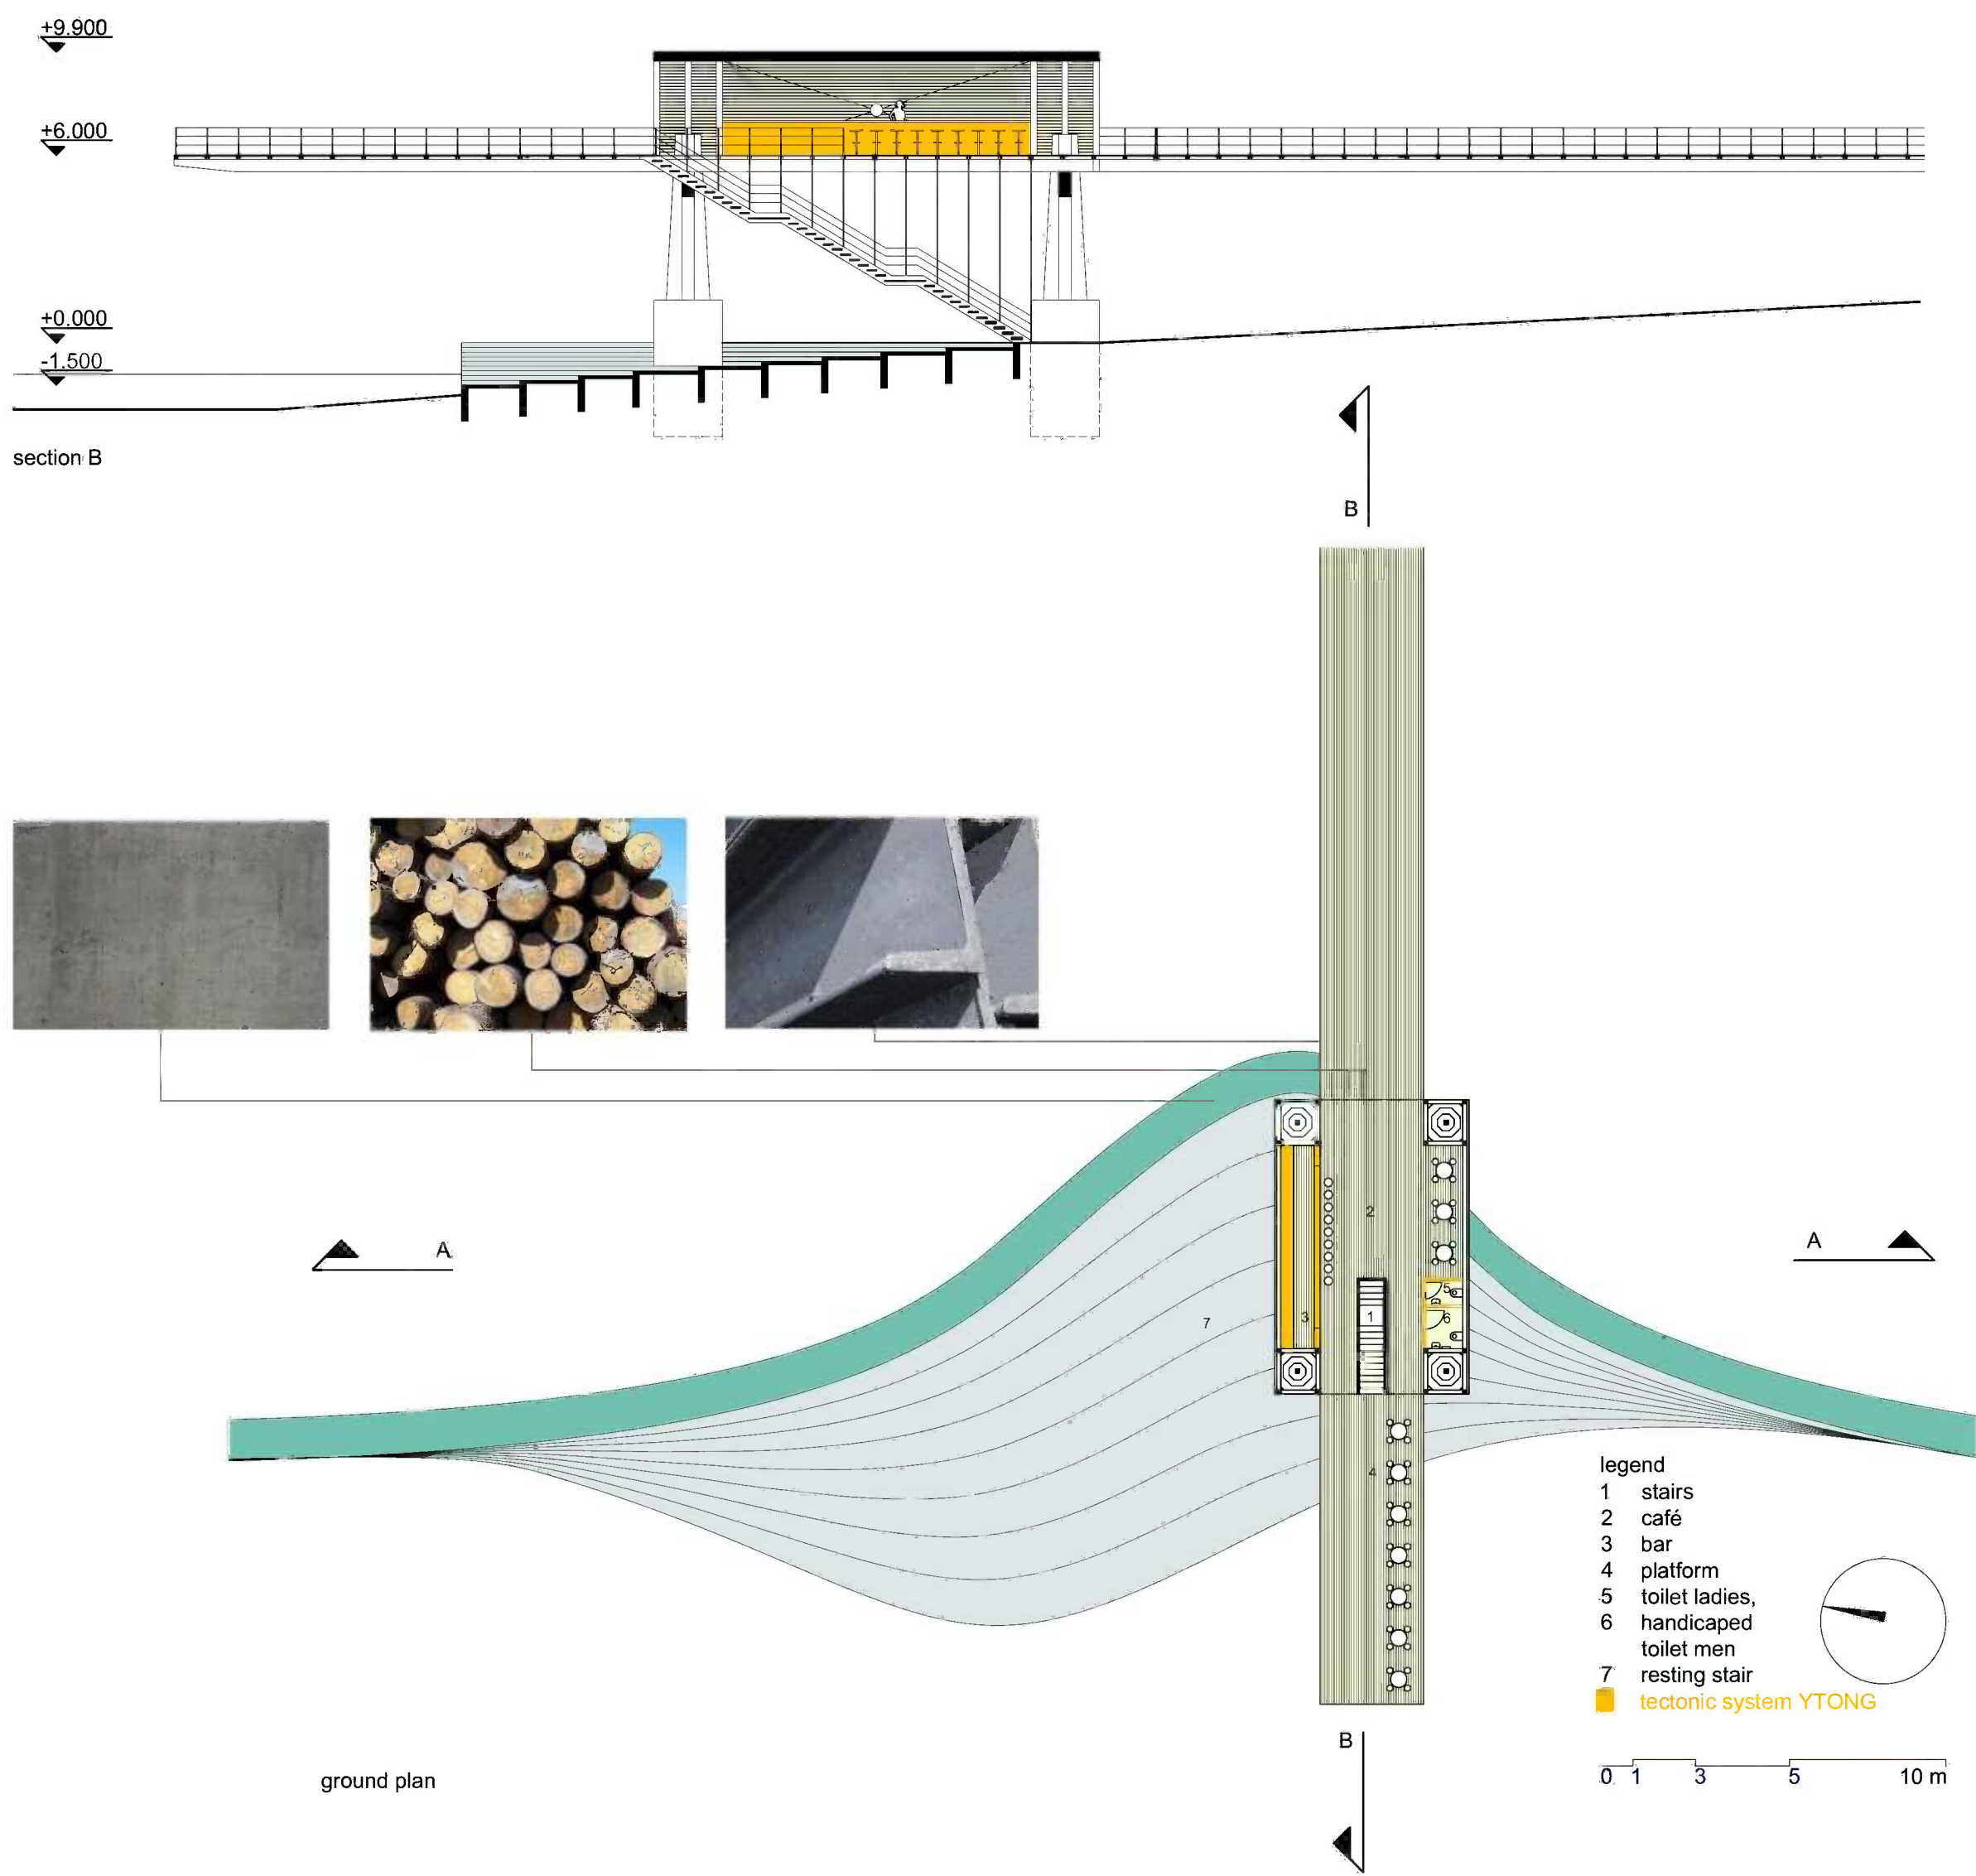 +9.900
+6.000
+0.000
-1.500
section B
B
A
A
2
5
6
3
1
7
4
legend
1 stairs
2 café
3 bar
4 platform
5 toilet ladies,
6 handicaped
toilet men
7 resting stair
tectonic system YTONG
B
0 1 3 5 10 m
ground plan